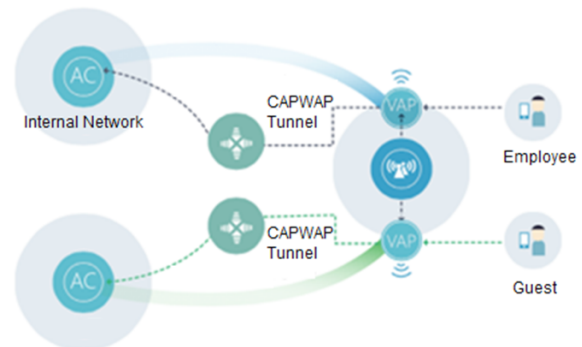 AC
Internal Network
CAPWAP
Tunnel
VAP
Employee
CAPWAP
Tunnel
VAP
Guest
AC